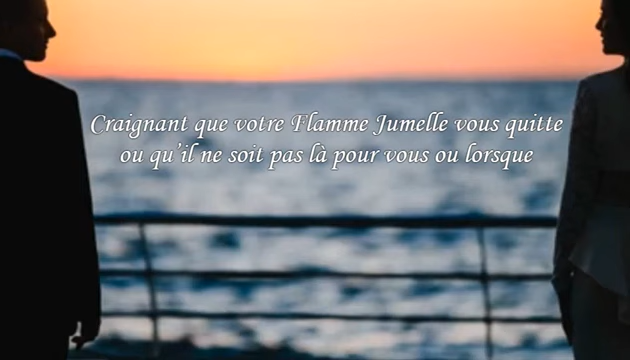 Craignant que votre Flamme Jumelle vous quitte
ou qu'il ne soit pas là pour vous ou lorsque